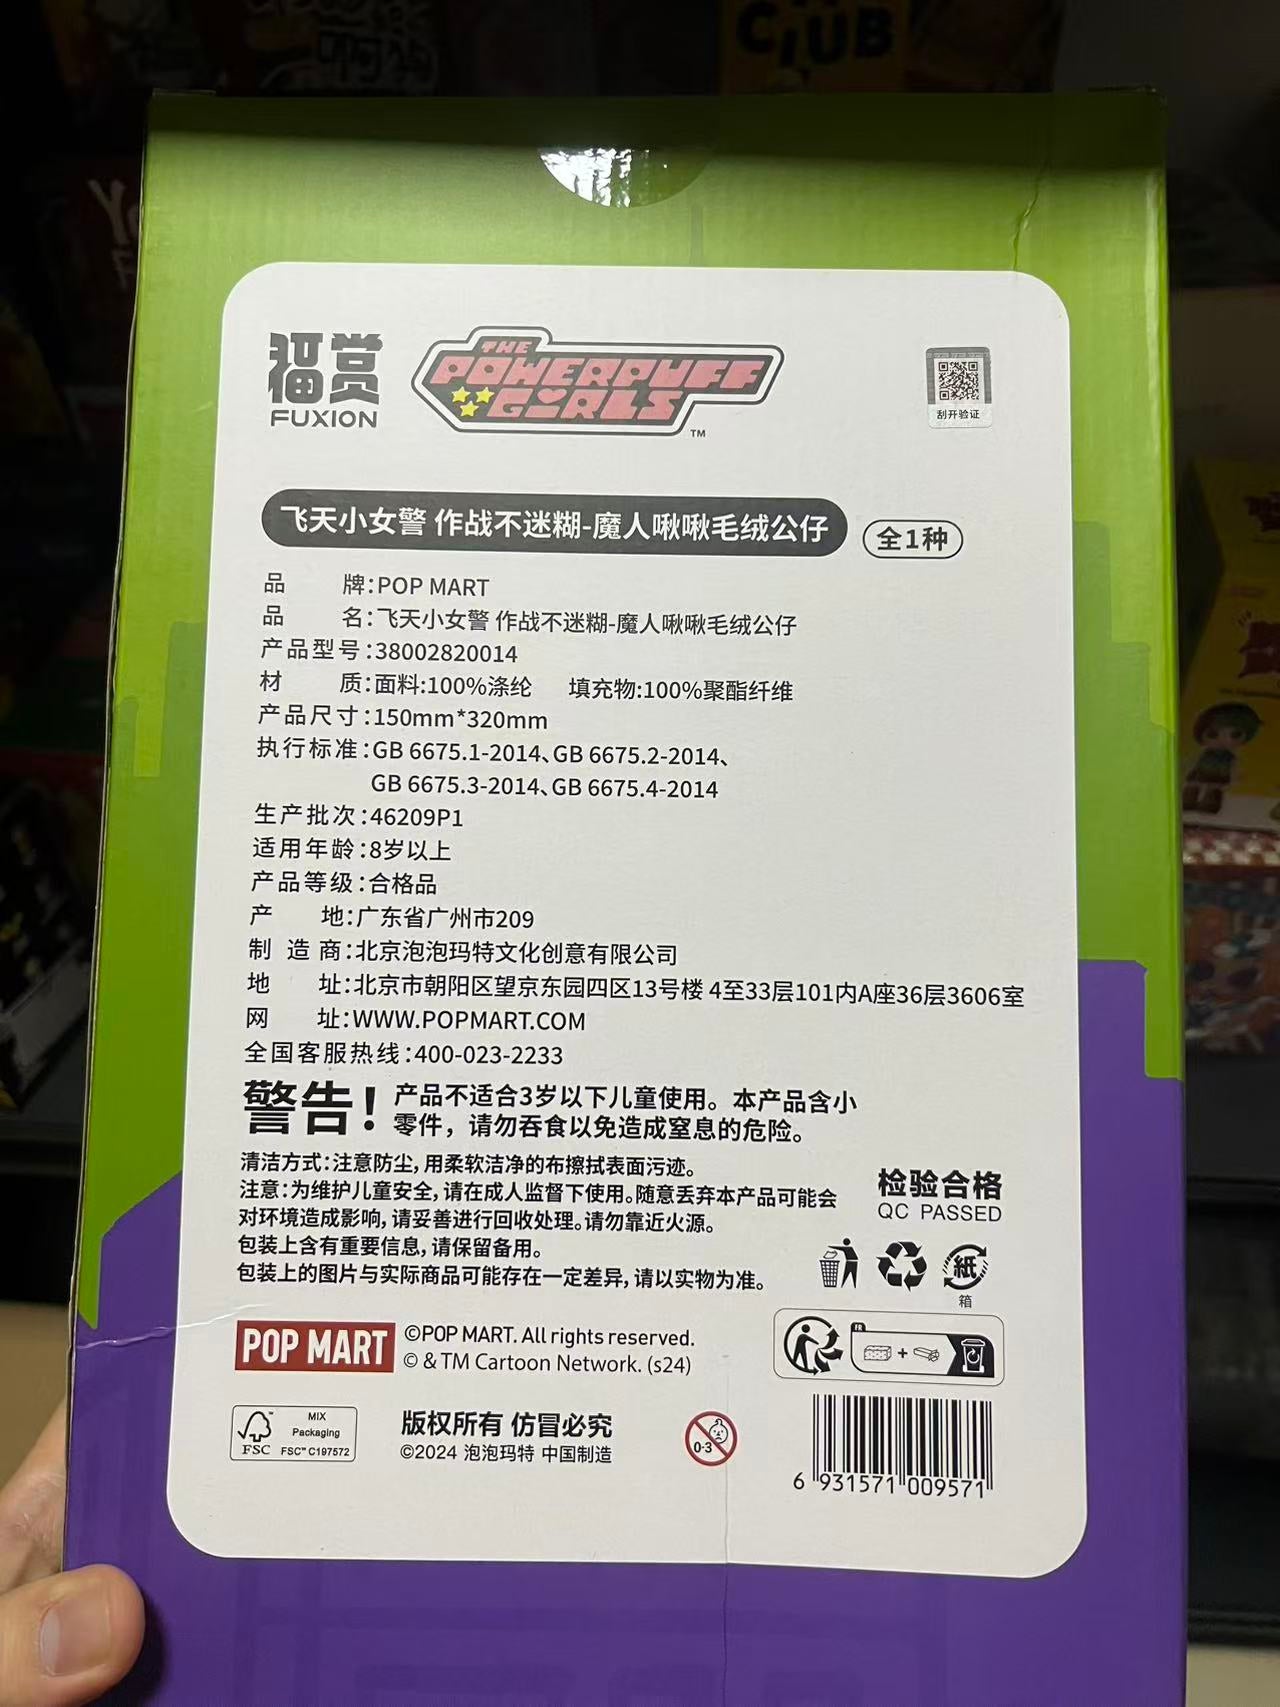 CLUB
福赏
FUXION
THE
POWERPUFF
GIRLS
TM
刮开验证
飞天小女警 作战不迷糊-魔人啾啾毛绒公仔
全1种
品 牌:POP MART
品 名:飞天小女警 作战不迷糊-魔人啾啾毛绒公仔
产品型号:38002820014
材 质:面料:100%涤纶 填充物:100%聚酯纤维
产品尺寸:150mm*320mm
执行标准:GB 6675.1-2014、GB 6675.2-2014、
GB 6675.3-2014、GB 6675.4-2014
生产批次:46209P1
适用年龄:8岁以上
产品等级:合格品
产 地:广东省广州市209
制 造 商:北京泡泡玛特文化创意有限公司
地 址:北京市朝阳区望京东园四区13号楼 4至33层101内A座36层3606室
网 址:WWW.POPMART.COM
全国客服热线:400-023-2233
警告! 产品不适合3岁以下儿童使用。本产品含小
零件，请勿吞食以免造成窒息的危险。
清洁方式:注意防尘,用柔软洁净的布擦拭表面污迹。
注意:为维护儿童安全,请在成人监督下使用。随意丢弃本产品可能会
对环境造成影响,请妥善进行回收处理。请勿靠近火源。
包装上含有重要信息,请保留备用。
包装上的图片与实际商品可能存在一定差异,请以实物为准。
检验合格
QC PASSED
紙
箱
POP MART
©POP MART. All rights reserved.
© & TM Cartoon Network. (s24)
FR
+
FSC
MIX
Packaging
FSC™ C197572
版权所有 仿冒必究
©2024 泡泡玛特 中国制造
0-3
6 931571 009571